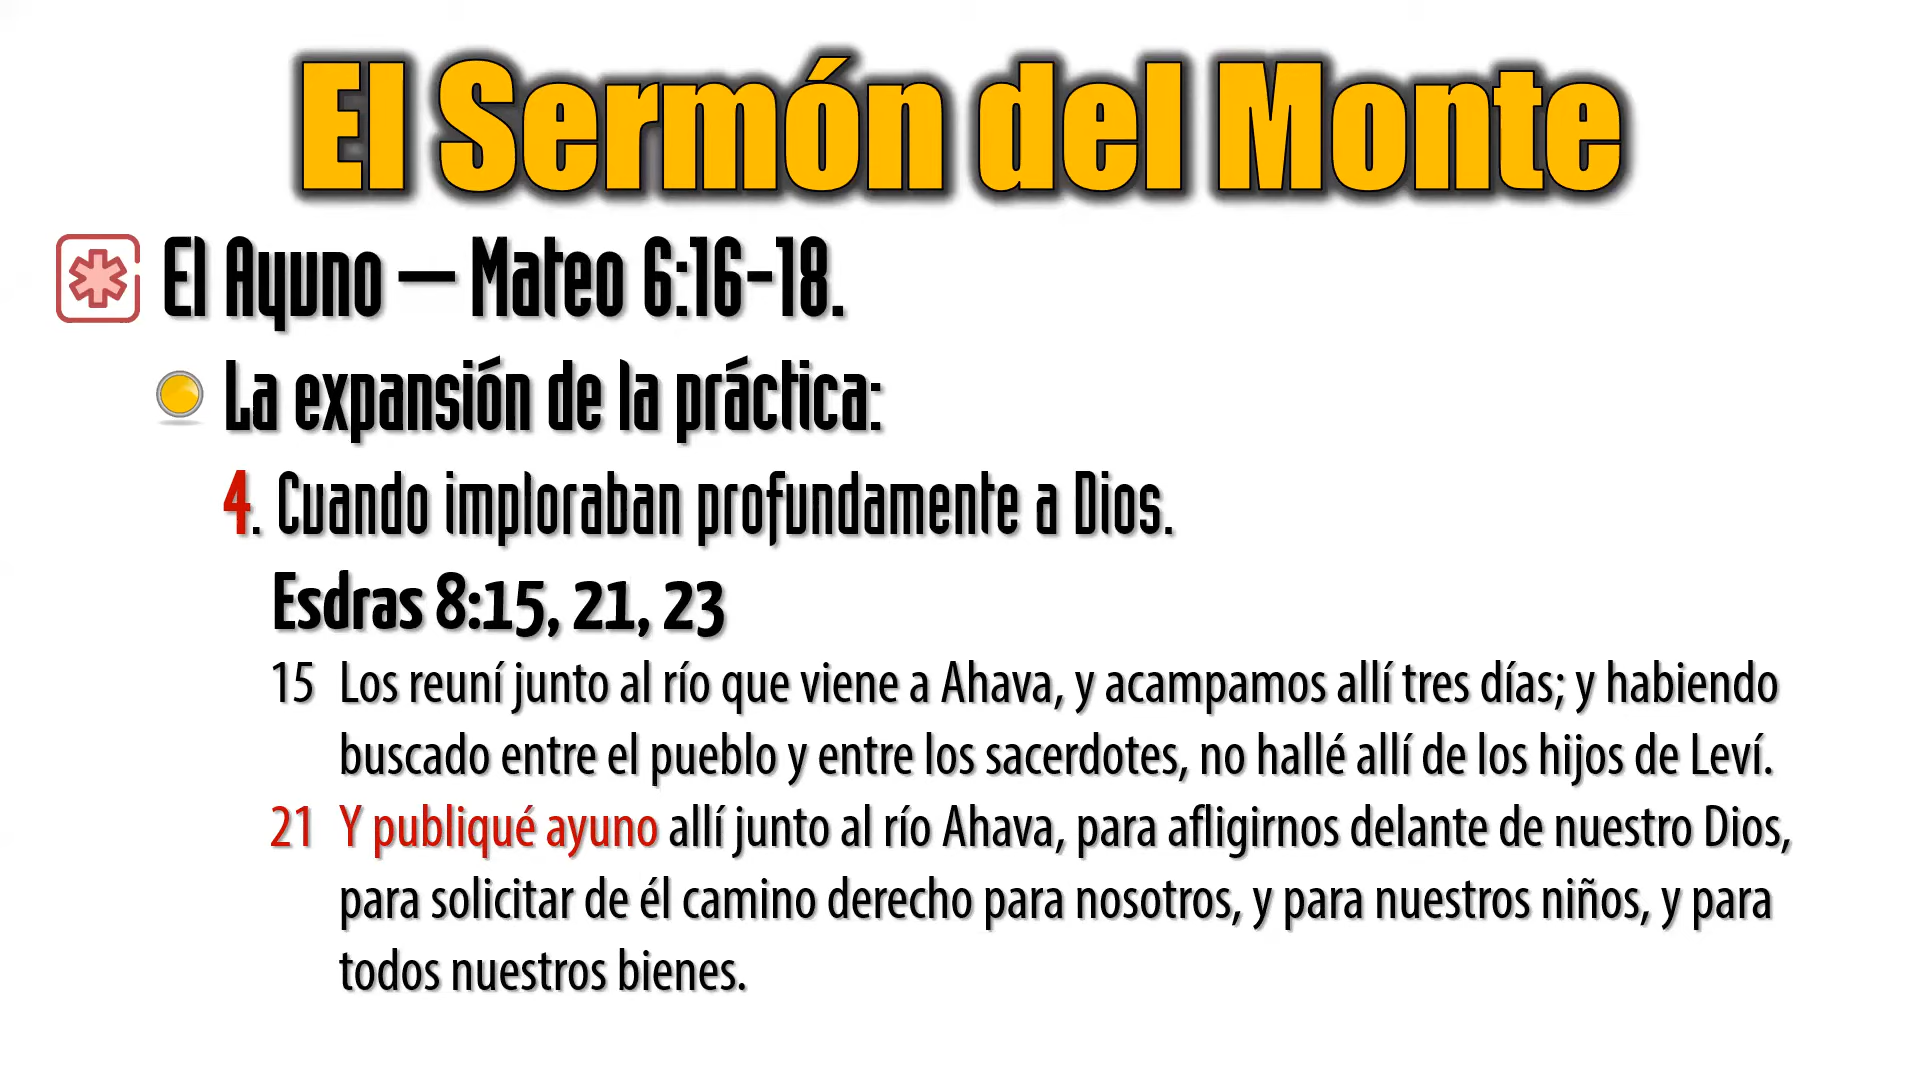 El Sermón del Monte
El Ayuno – Mateo 6:16-18.
La expansión de la práctica:
4. Cuando imploraban profundamente a Dios.
Esdras 8:15, 21, 23
15 Los reuní junto al río que viene a Ahava, y acampamos allí tres días; y habiendo
buscado entre el pueblo y entre los sacerdotes, no hallé allí de los hijos de Leví.
21 Y publiqué ayuno allí junto al río Ahava, para afligirnos delante de nuestro Dios,
para solicitar de él camino derecho para nosotros, y para nuestros niños, y para
todos nuestros bienes.